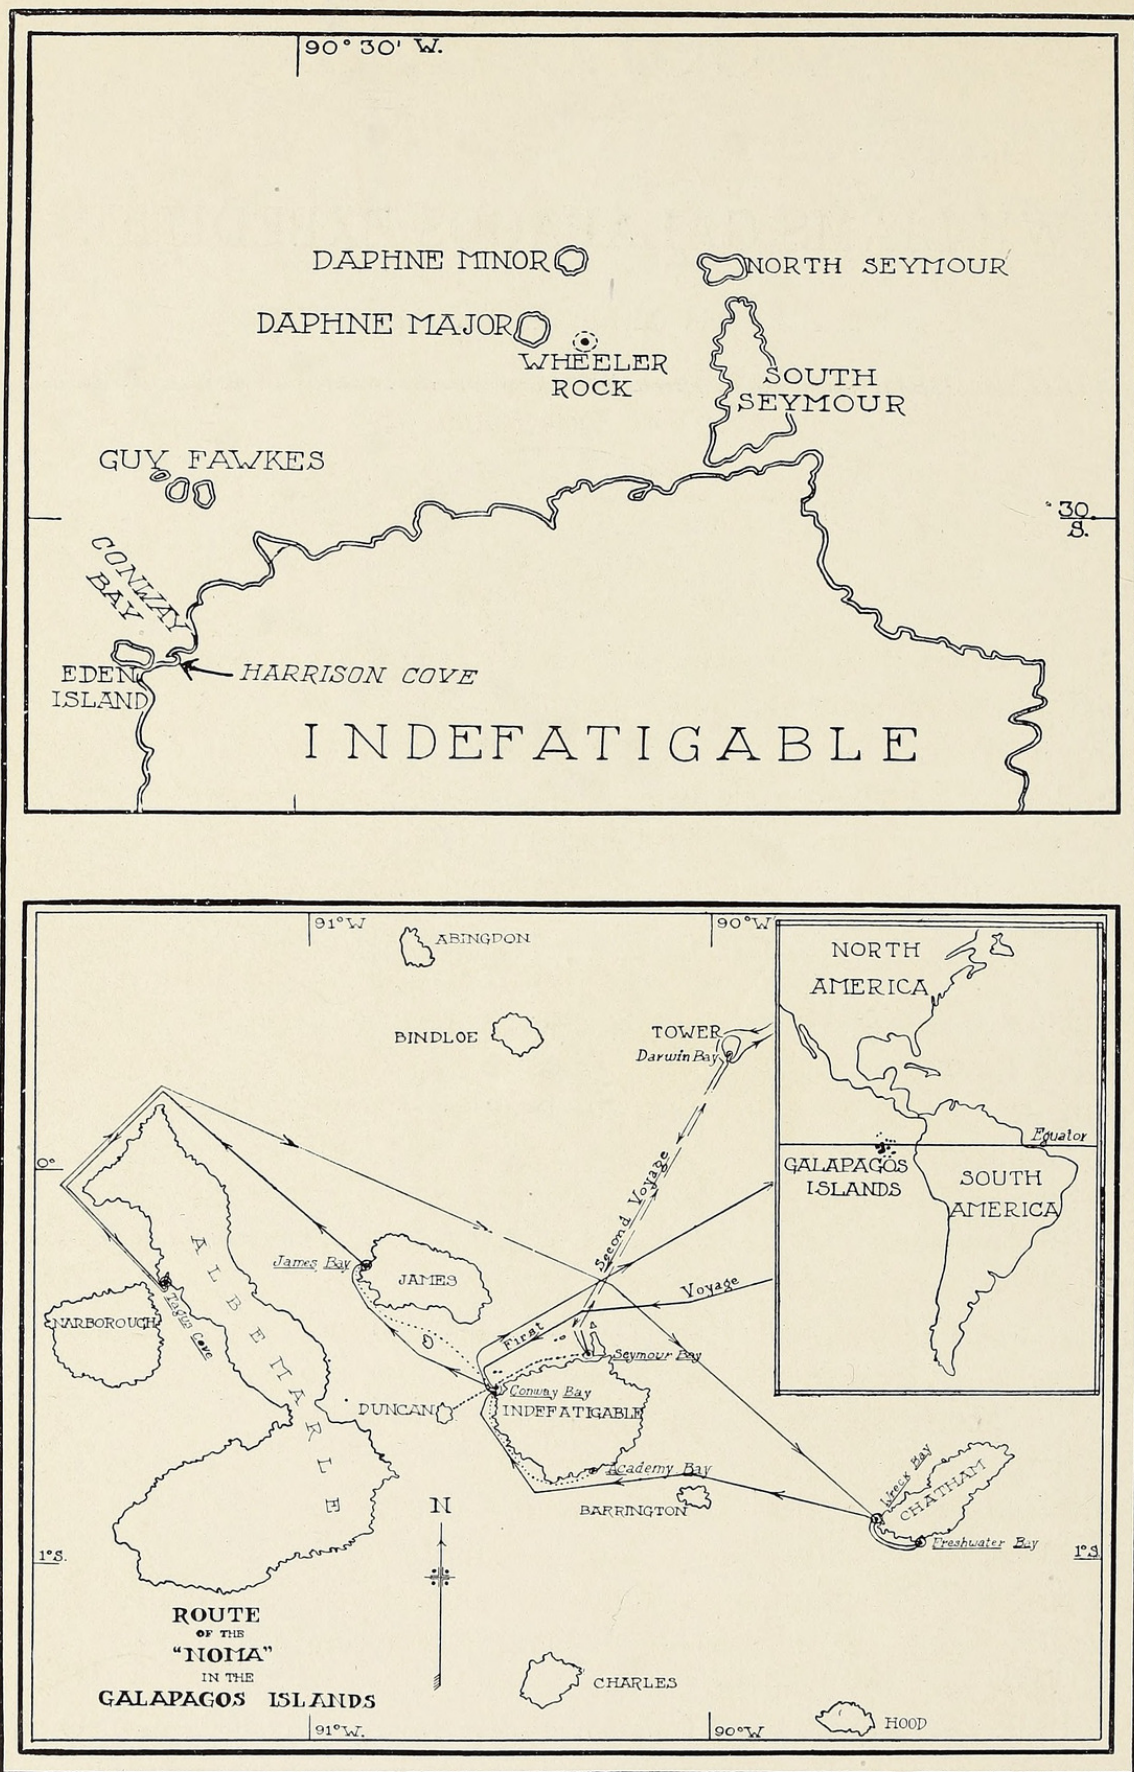 90° 30' W.
DAPHNE MINOR
NORTH SEYMOUR
DAPHNE MAJOR
WHEELER
ROCK
SOUTH
SEYMOUR
GUY FAWKES
° 30
S.
CONWAY
BAY
EDEN
ISLAND
HARRISON COVE
INDEFATIGABLE
91°W
90°W
ABINGDON
BINDLOE
TOWER
Darwin Bay
NORTH
AMERICA
Equator
GALAPAGOS
ISLANDS
SOUTH
AMERICA
0°
Second Voyage
James Bay
JAMES
ALBEMARLE
NARBOROUGH
Tagus Cove
First
Voyage
Seymour Bay
Conway Bay
DUNCAN
INDEFATIGABLE
Academy Bay
BARRINGTON
Wreck Bay
CHATHAM
Freshwater Bay
N
1°S.
1°S
ROUTE
OF THE
"NOMA"
IN THE
GALAPAGOS ISLANDS
CHARLES
HOOD
91°W.
90°W